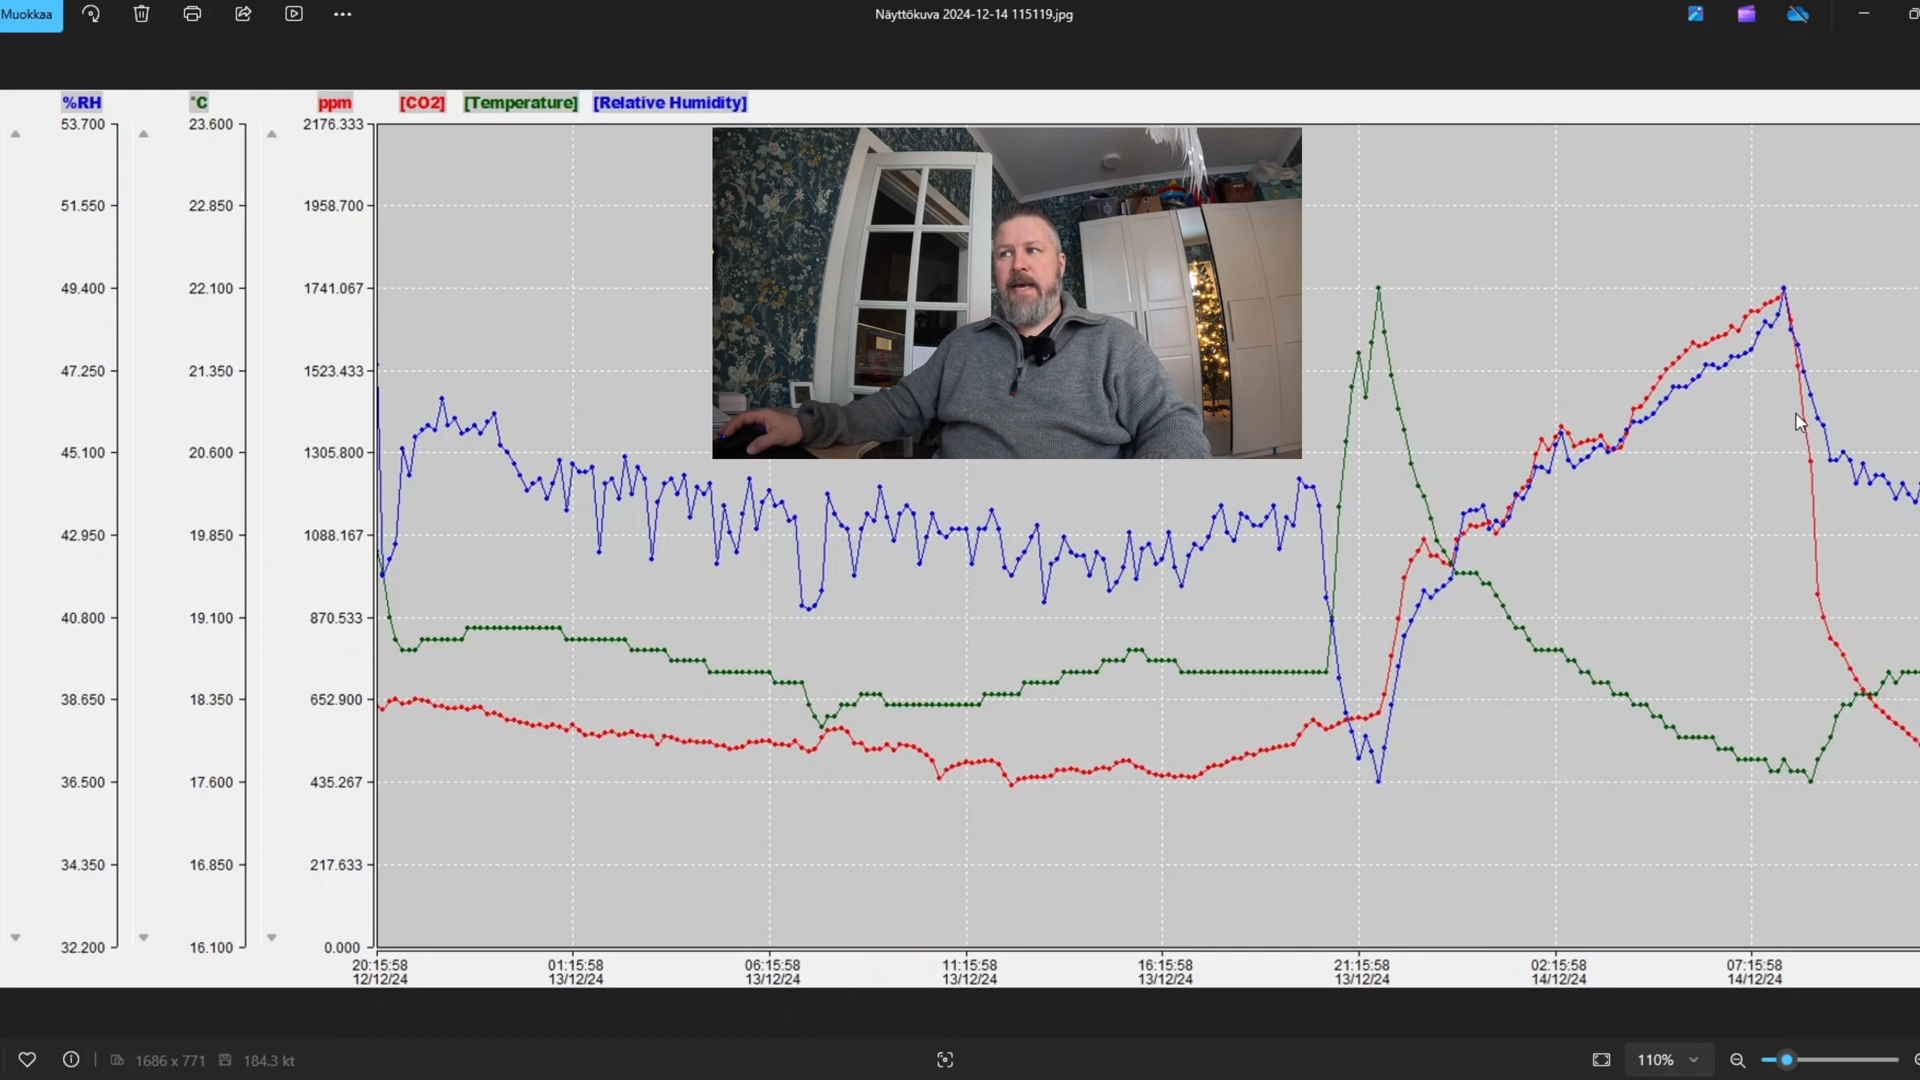 Muokkaa
Näyttökuva 2024-12-14 115119.jpg
%RH °C ppm [CO2] [Temperature] [Relative Humidity]
53.700 23.600 2176.333
51.550 22.850 1958.700
49.400 22.100 1741.067
47.250 21.350 1523.433
45.100 20.600 1305.800
42.950 19.850 1088.167
40.800 19.100 870.533
38.650 18.350 652.900
36.500 17.600 435.267
34.350 16.850 217.633
32.200 16.100 0.000
20:15:58 01:15:58 06:15:58 11:15:58 16:15:58 21:15:58 02:15:58 07:15:58
12/12/24 13/12/24 13/12/24 13/12/24 13/12/24 13/12/24 14/12/24 14/12/24
1686 x 771 184.3 kt 110%